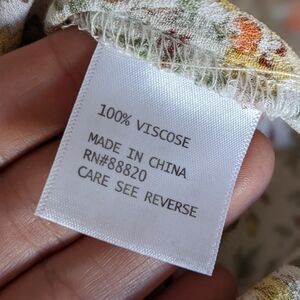 100% VISCOSE
MADE IN CHINA
RN#88820
CARE SEE REVERSE